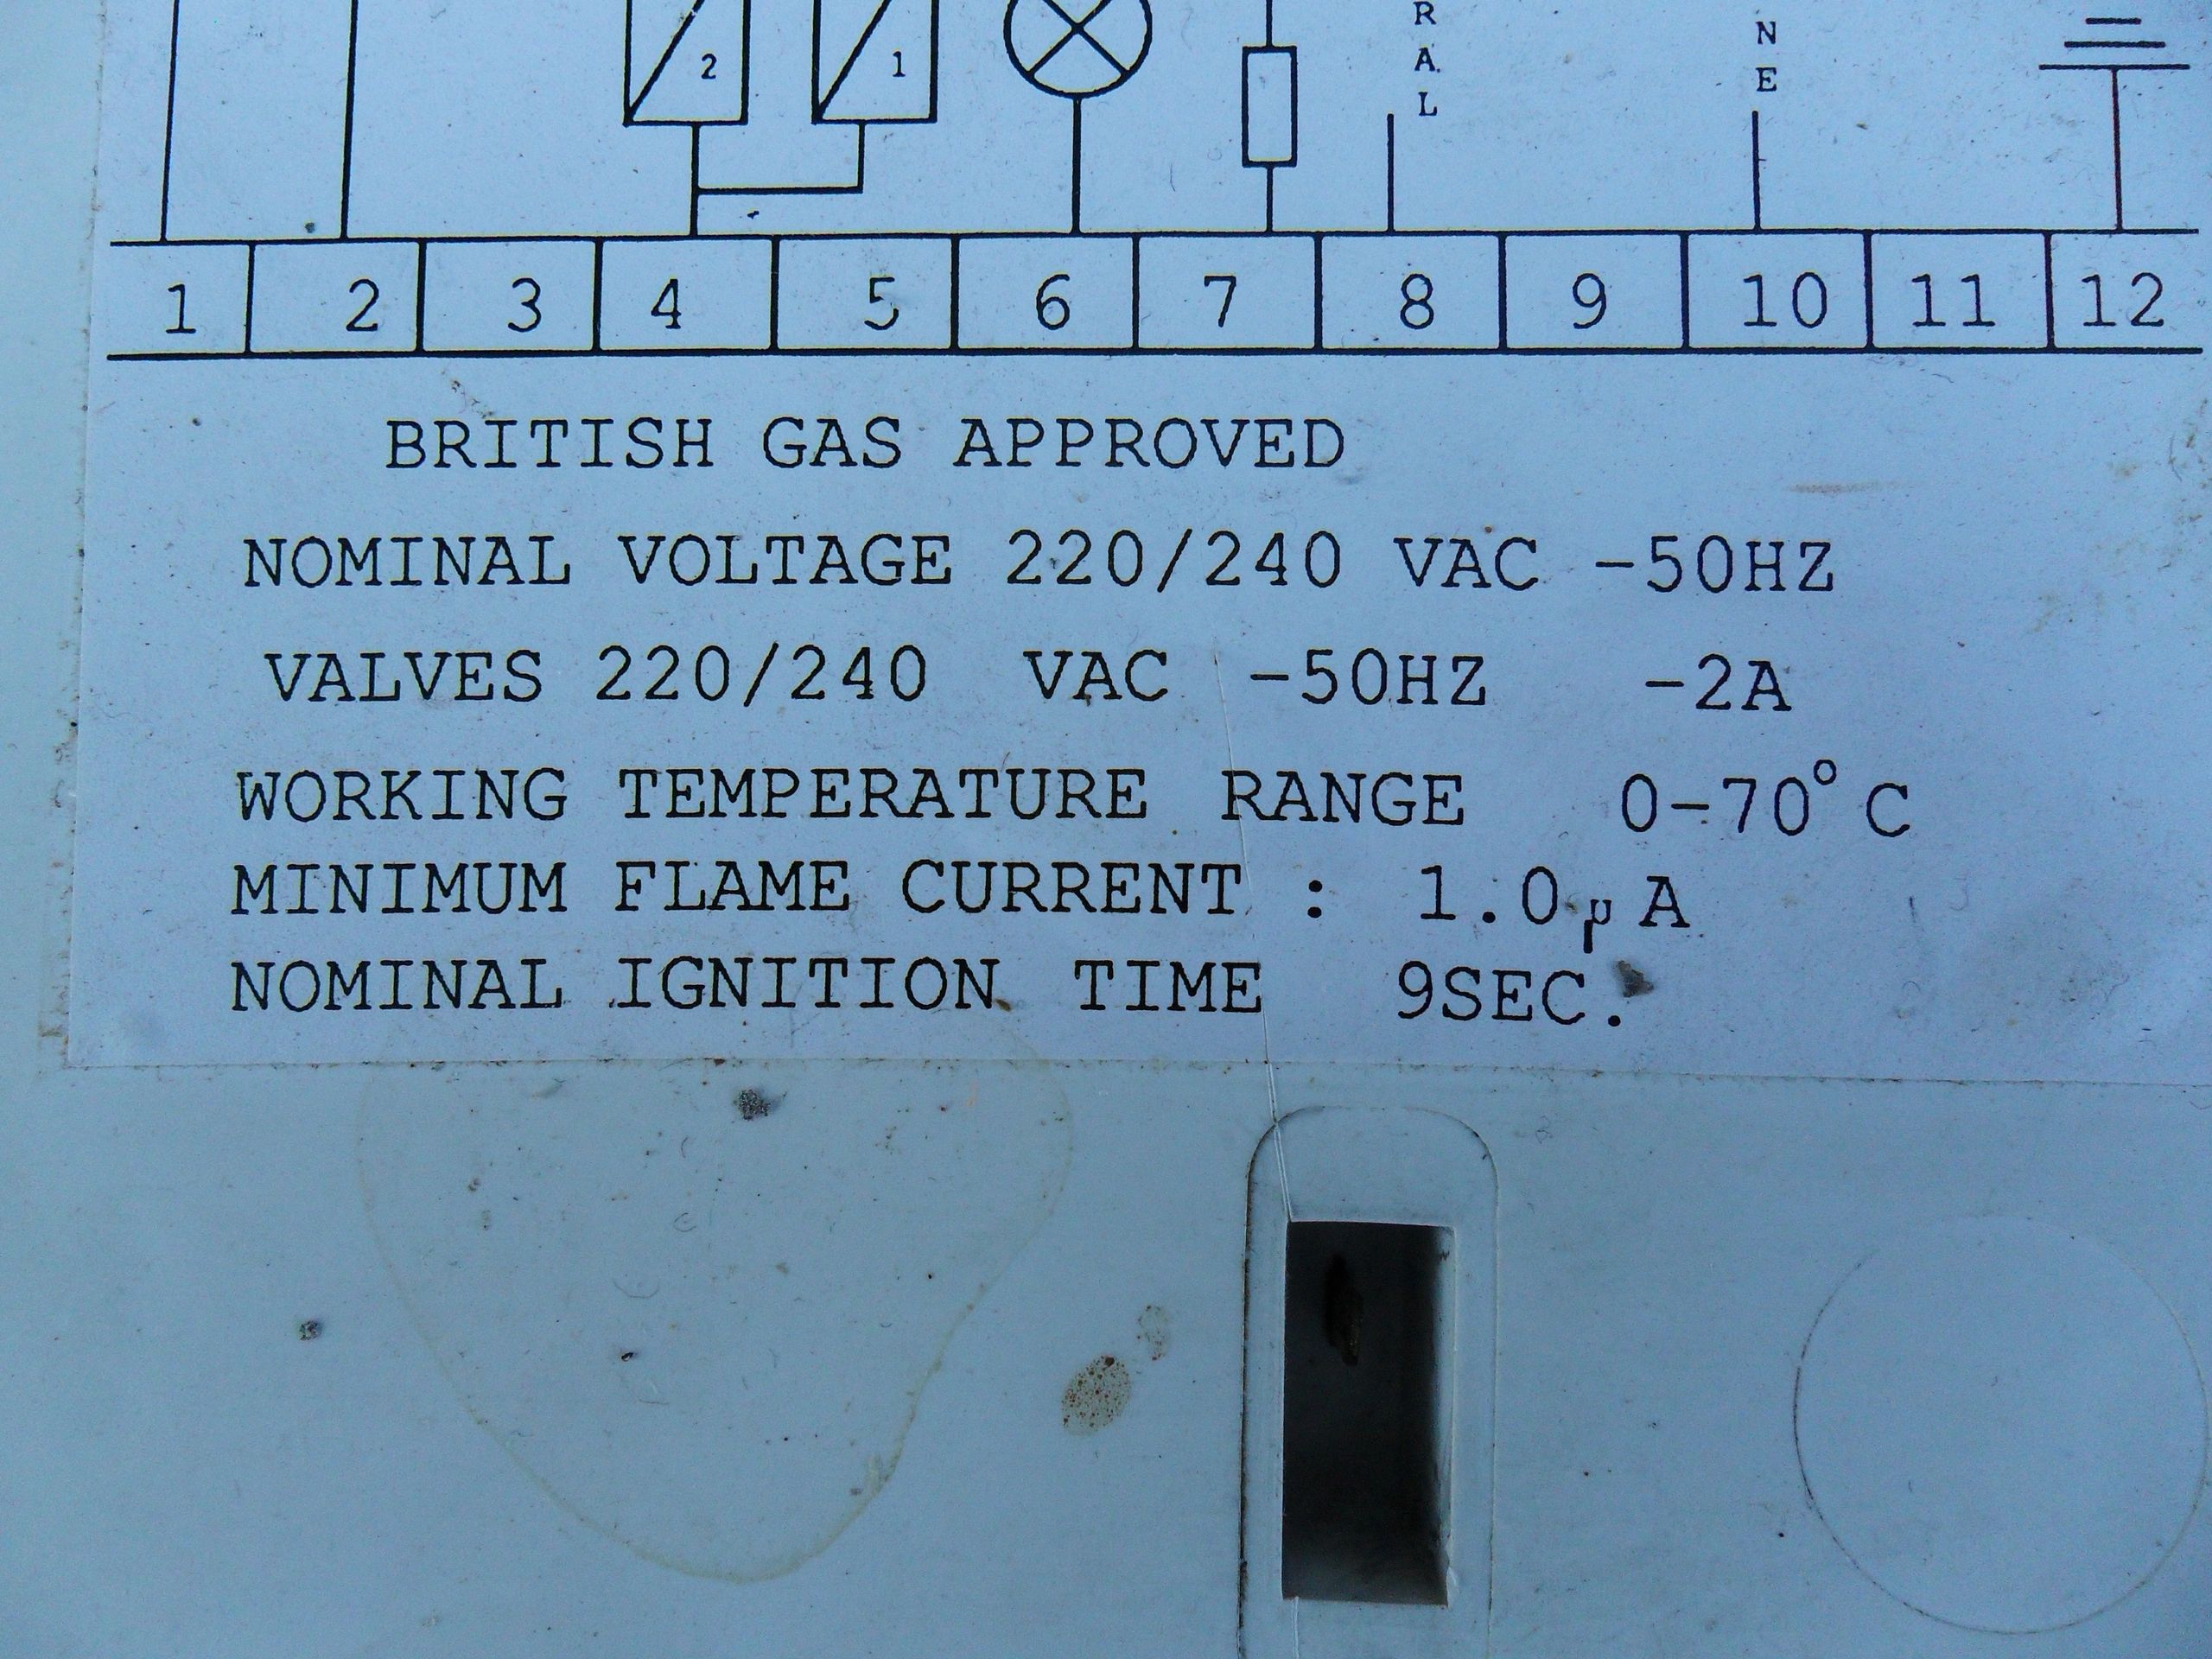 2 1
R
A
L
N
E
1 2 3 4 5 6 7 8 9 10 11 12
BRITISH GAS APPROVED
NOMINAL VOLTAGE 220/240 VAC -50HZ
VALVES 220/240 VAC -50HZ -2A
WORKING TEMPERATURE RANGE 0-70°C
MINIMUM FLAME CURRENT : 1.0µA
NOMINAL IGNITION TIME 9SEC.